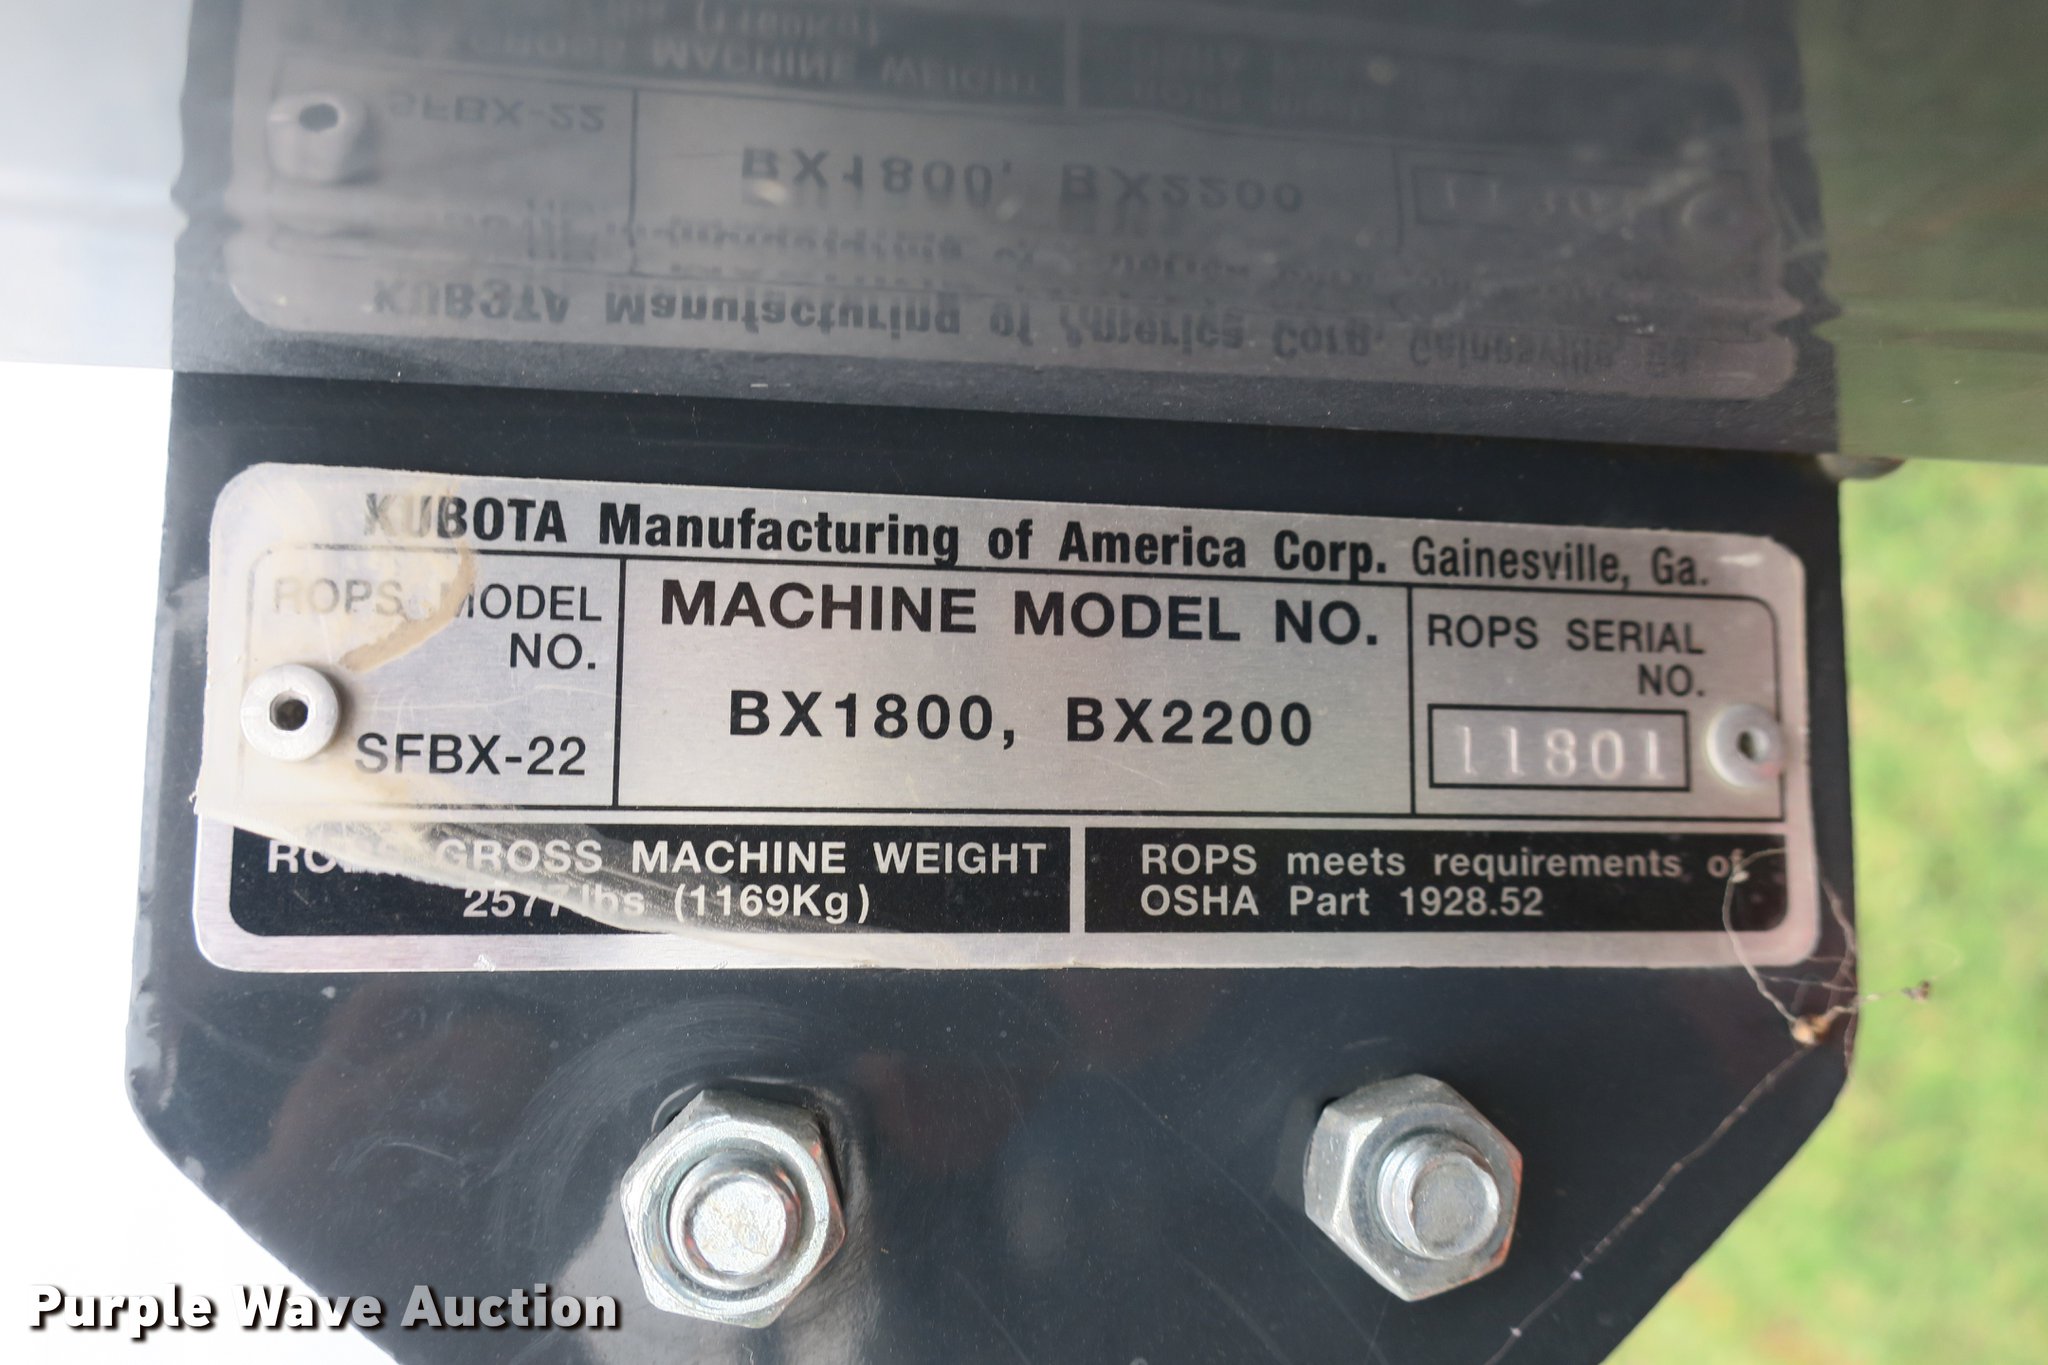 KUBOTA Manufacturing of America Corp. Gainesville, Ga.
ROPS MODEL NO.
SFBX-22
MACHINE MODEL NO.
BX1800, BX2200
ROPS SERIAL NO.
11801
GROSS MACHINE WEIGHT
2577 lbs (1169Kg)
ROPS meets requirements of
OSHA Part 1928.52
Purple Wave Auction